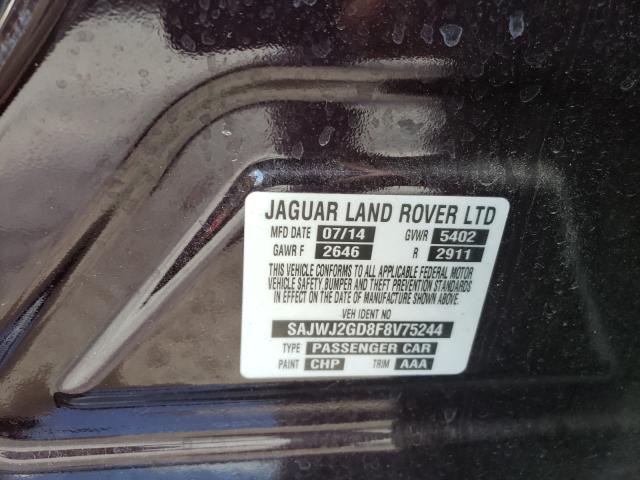 JAGUAR LAND ROVER LTD
MFD DATE 07/14 GVWR 5402
GAWR F 2646 R 2911
THIS VEHICLE CONFORMS TO ALL APPLICABLE FEDERAL MOTOR
VEHICLE SAFETY,BUMPER AND THEFT PREVENTION STANDARDS
IN EFFECT ON THE DATE OF MANUFACTURE SHOWN ABOVE.
VEH IDENT NO
SAJWJ2GD8F8V75244
TYPE PASSENGER CAR
PAINT CHP TRIM AAA